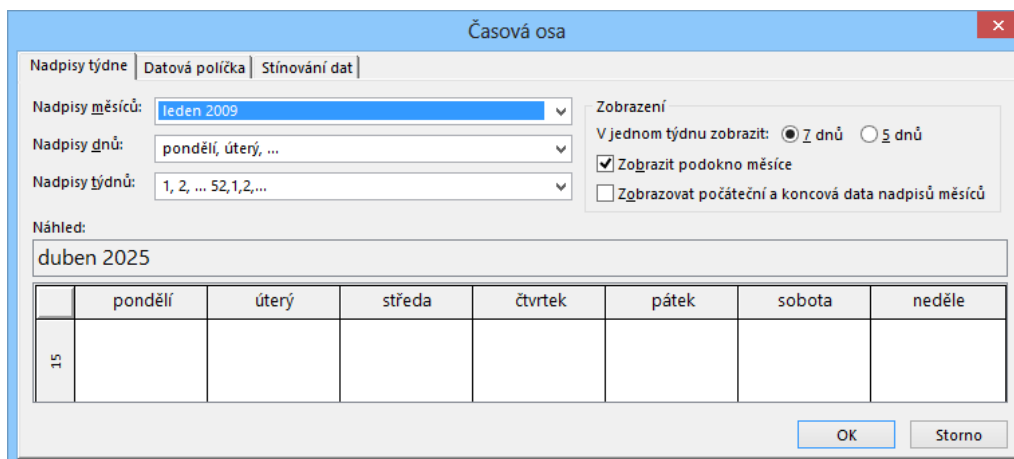 Časová osa
Nadpisy týdne Datová políčka Stínování dat
Nadpisy měsíců: leden 2009
Nadpisy dnů: pondělí, úterý, ...
Nadpisy týdnů: 1, 2, ... 52,1,2,...
Zobrazení
V jednom týdnu zobrazit: 7 dnů 5 dnů
Zobrazit podokno měsíce
Zobrazovat počáteční a koncová data nadpisů měsíců
Náhled:
duben 2025
pondělí úterý středa čtvrtek pátek sobota neděle
15
OK Storno